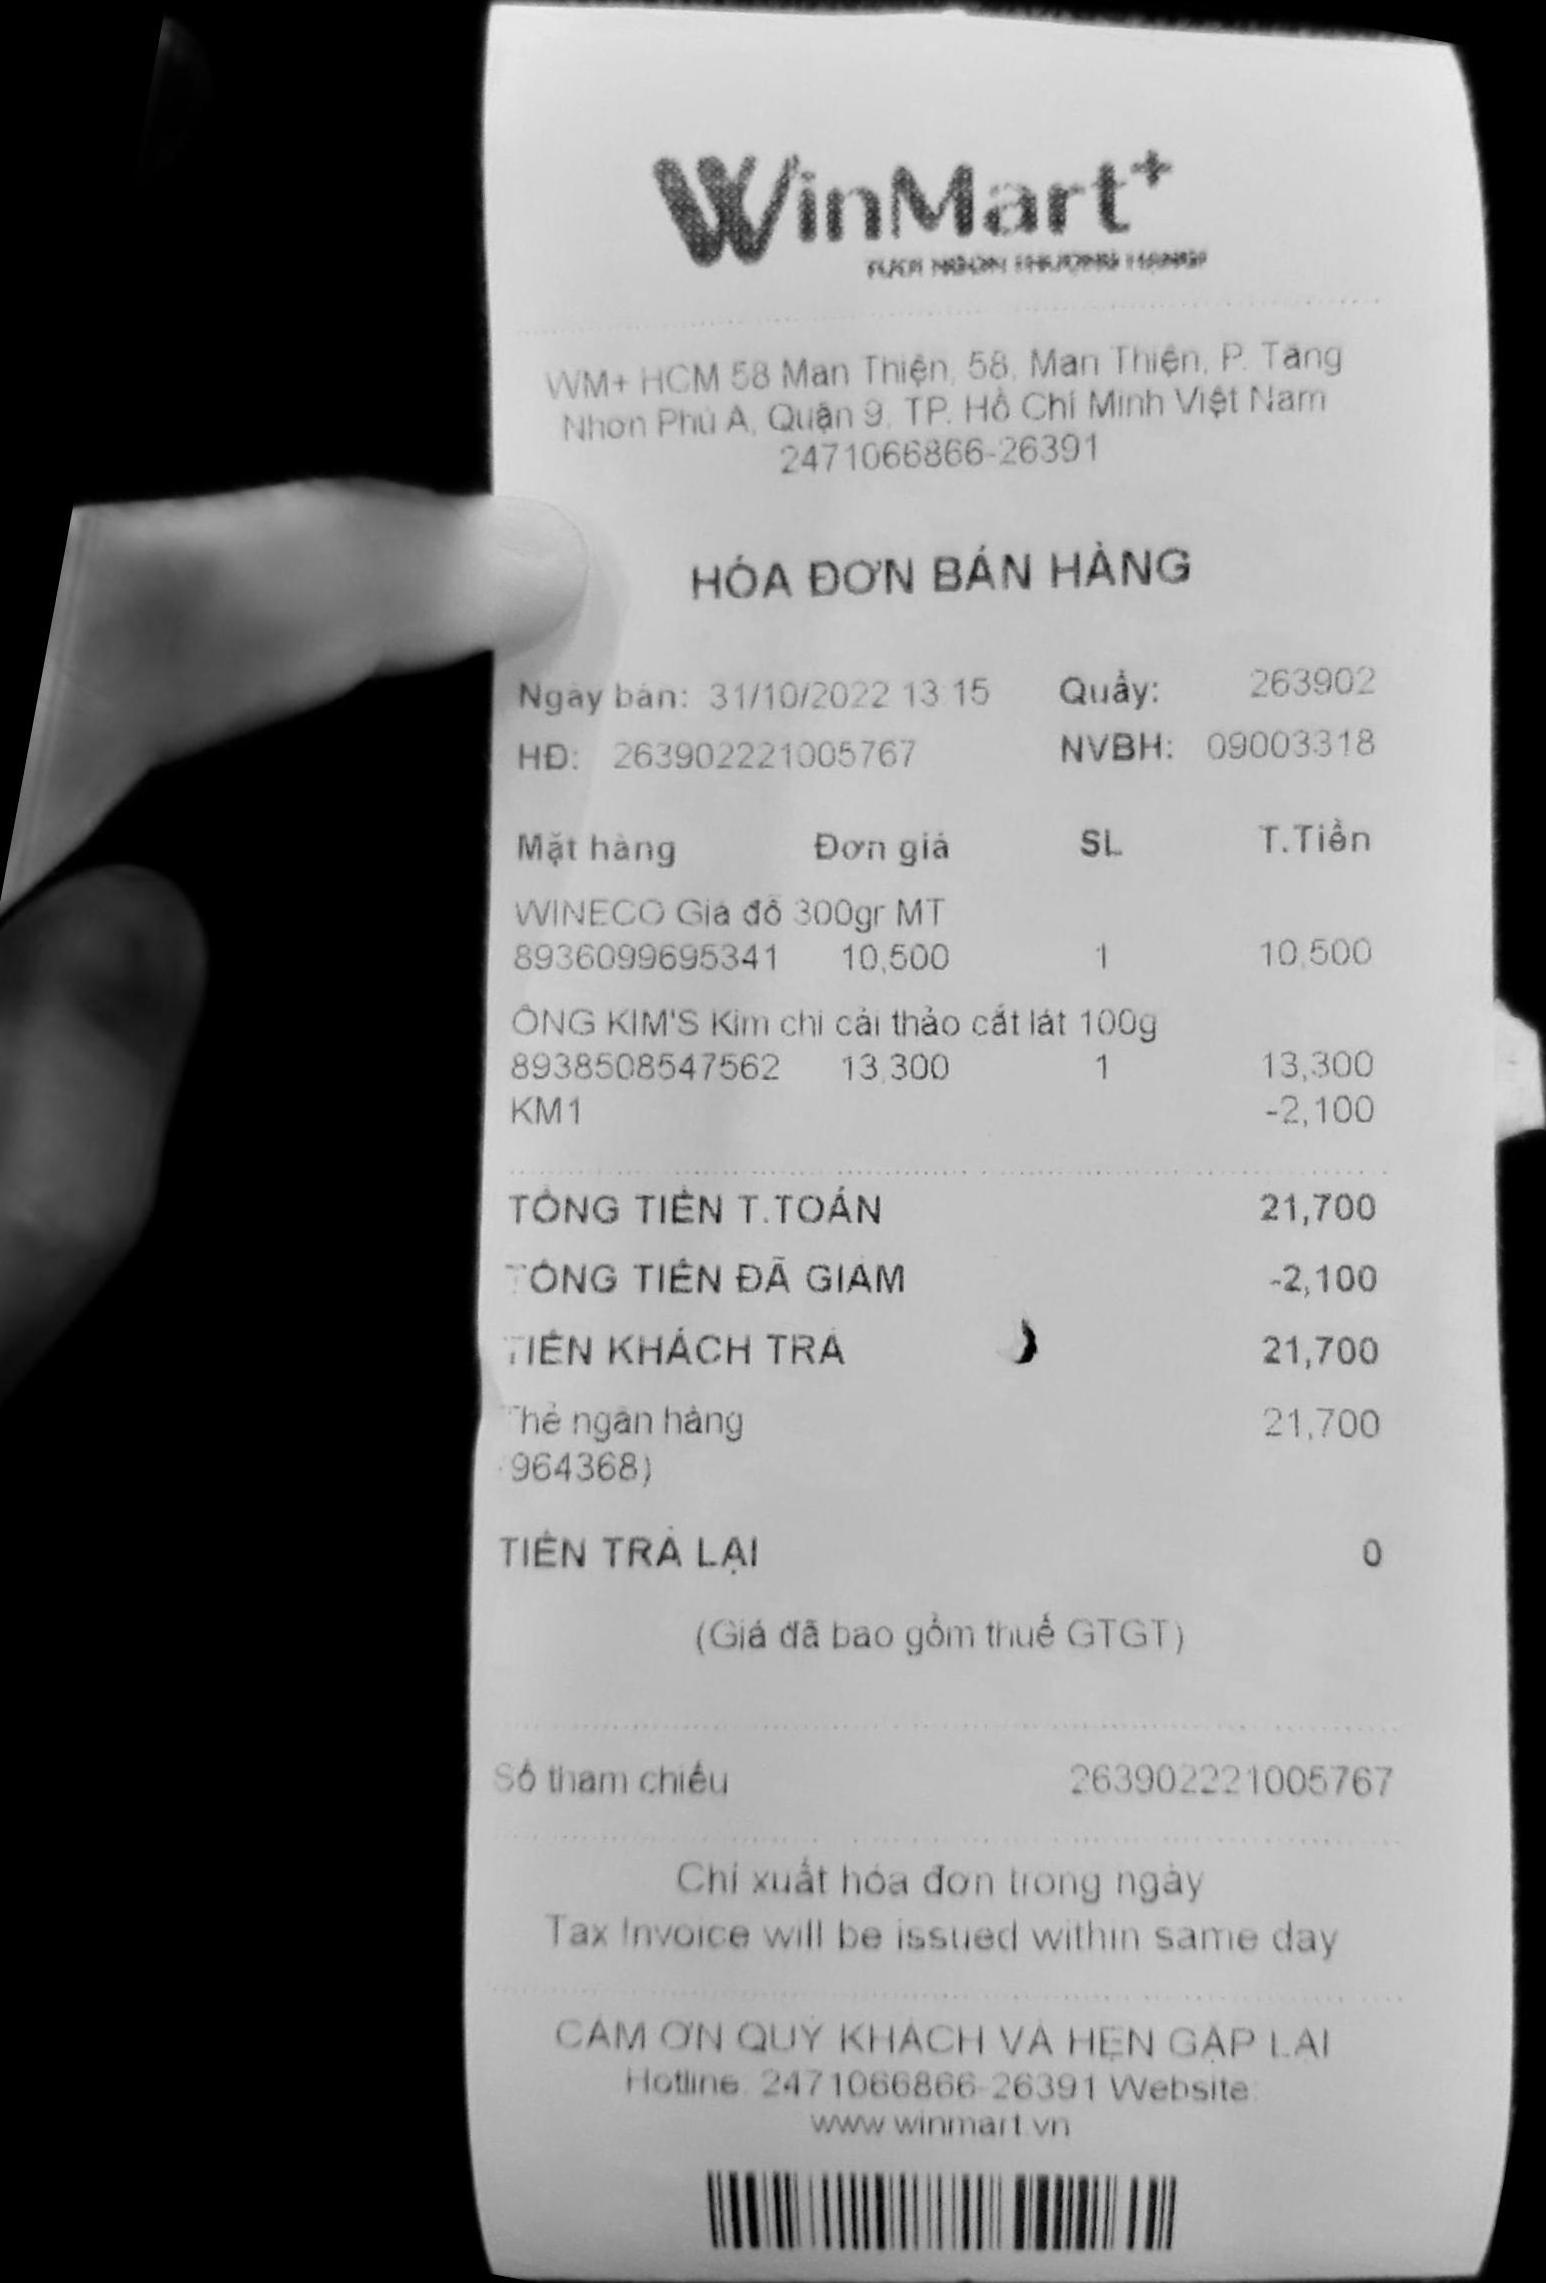 WinMart+
TƯƠI NGON THƯỢNG HẠNG!
WM+ HCM 58 Man Thiện, 58, Man Thiện, P. Tăng
Nhơn Phú A, Quận 9, TP. Hồ Chí Minh Việt Nam
2471066866-26391
HÓA ĐƠN BÁN HÀNG
Ngày bán: 31/10/2022 13:15 Quầy: 263902
HĐ: 263902221005767 NVBH: 09003318
Mặt hàng Đơn giá SL T.Tiền
WINECO Giá đỗ 300gr MT
8936099695341 10,500 1 10,500
ÔNG KIM'S Kim chi cải thảo cắt lát 100g
8938508547562 13,300 1 13,300
KM1 -2,100
TỔNG TIỀN T.TOÁN 21,700
TỔNG TIỀN ĐÃ GIẢM -2,100
TIỀN KHÁCH TRẢ 21,700
Thẻ ngân hàng 21,700
964368)
TIỀN TRẢ LẠI 0
(Giá đã bao gồm thuế GTGT)
Số tham chiếu 263902221005767
Chỉ xuất hóa đơn trong ngày
Tax Invoice will be issued within same day
CẢM ƠN QUÝ KHÁCH VÀ HẸN GẶP LẠI
Hotline: 2471066866-26391 Website:
www.winmart.vn